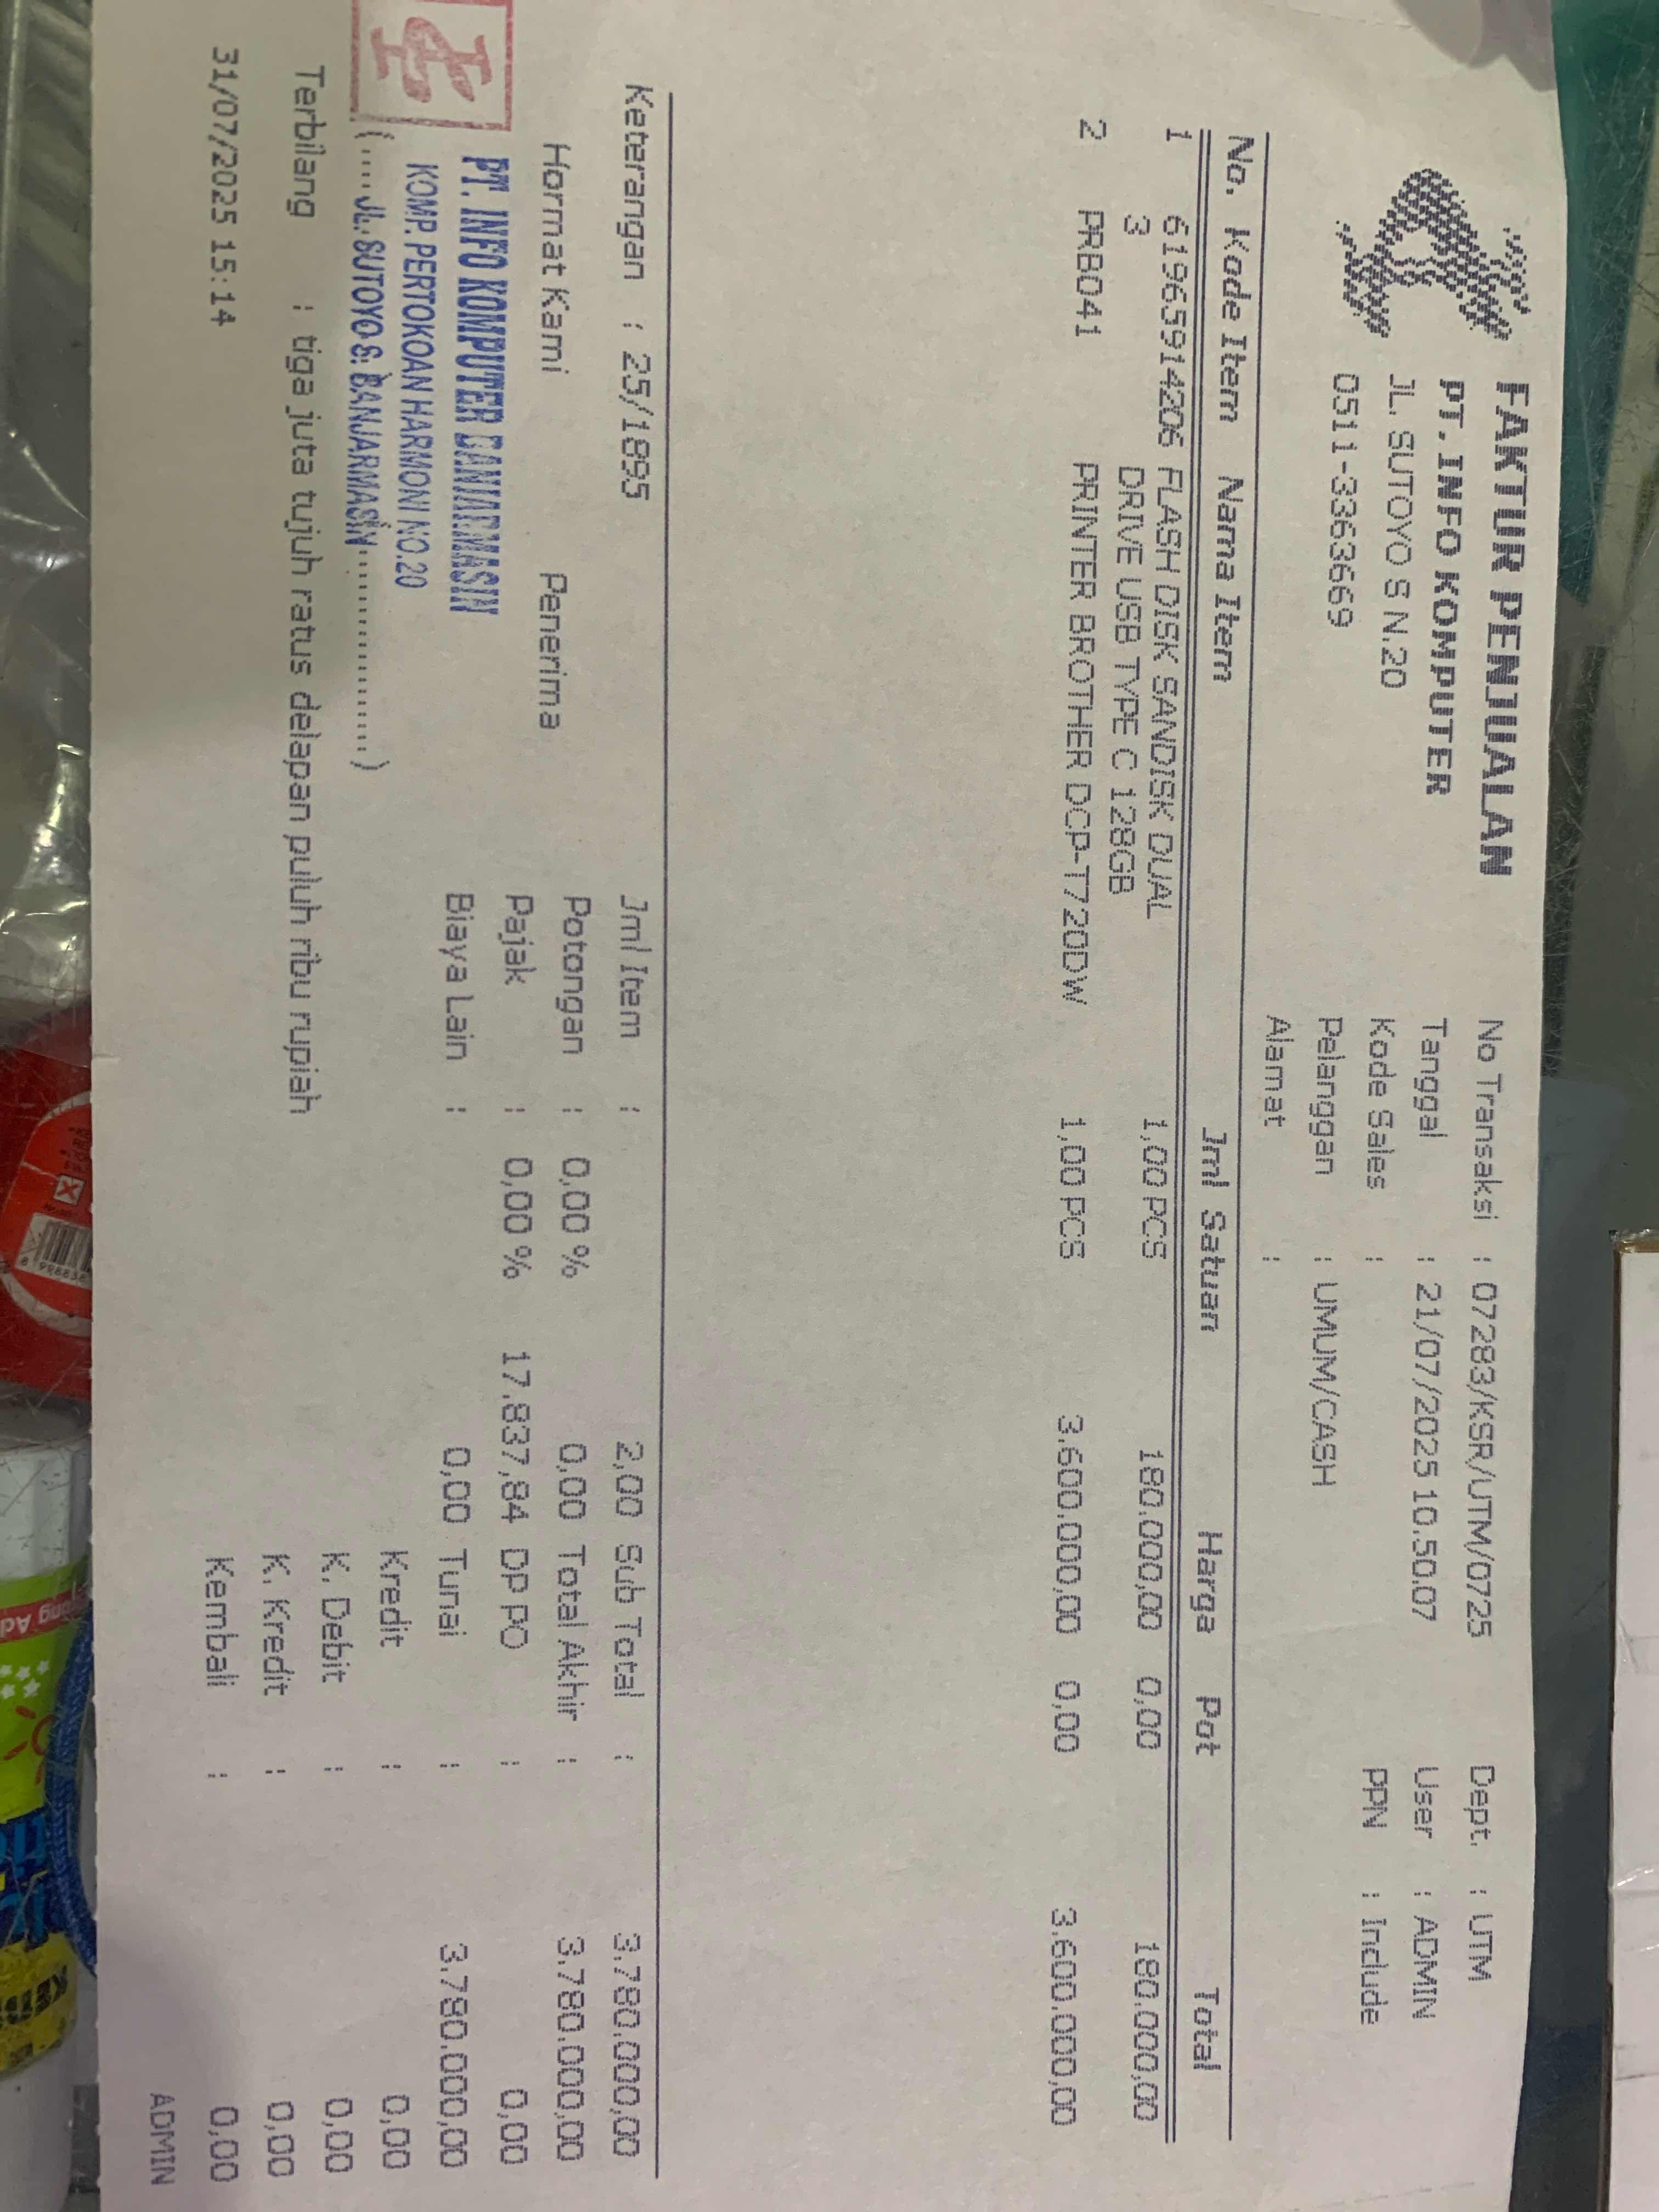 FAKTUR PENJUALAN
PT. INFO KOMPUTER
JL. SUTOYO S N.20
0511-3363669
No Transaksi : 07283/KSR/UTM/0725
Tanggal : 21/07/2025 10.50.07
Kode Sales :
Pelanggan : UMUM/CASH
Alamat :
Dept. : UTM
User : ADMIN
PPN : Include
No. Kode Item Nama Item Jml Satuan Harga Pot Total
1 61965914206 FLASH DISK SANDISK DUAL 1,00 PCS 180.000,00 0,00 180.000,00
3 DRIVE USB TYPE C 128GB
2 PRB041 PRINTER BROTHER DCP-T720DW 1,00 PCS 3.600.000,00 0,00 3.600.000,00
Keterangan : 25/1895
Jml Item : 2,00 Sub Total : 3.780.000,00
Hormat Kami Penerima
Potongan : 0,00 % 0,00 Total Akhir : 3.780.000,00
Pajak : 0,00 % 17.837,84 DP PO : 0,00
Biaya Lain : 0,00 Tunai : 3.780.000,00
Kredit : 0,00
K. Debit : 0,00
K. Kredit : 0,00
Kembali : 0,00
PT. INFO KOMPUTER BANJARMASIN
KOMP. PERTOKOAN HARMONI NO.20
JL. SUTOYO S. BANJARMASIN
Terbilang : tiga juta tujuh ratus delapan puluh ribu rupiah
31/07/2025 15:14
ADMIN